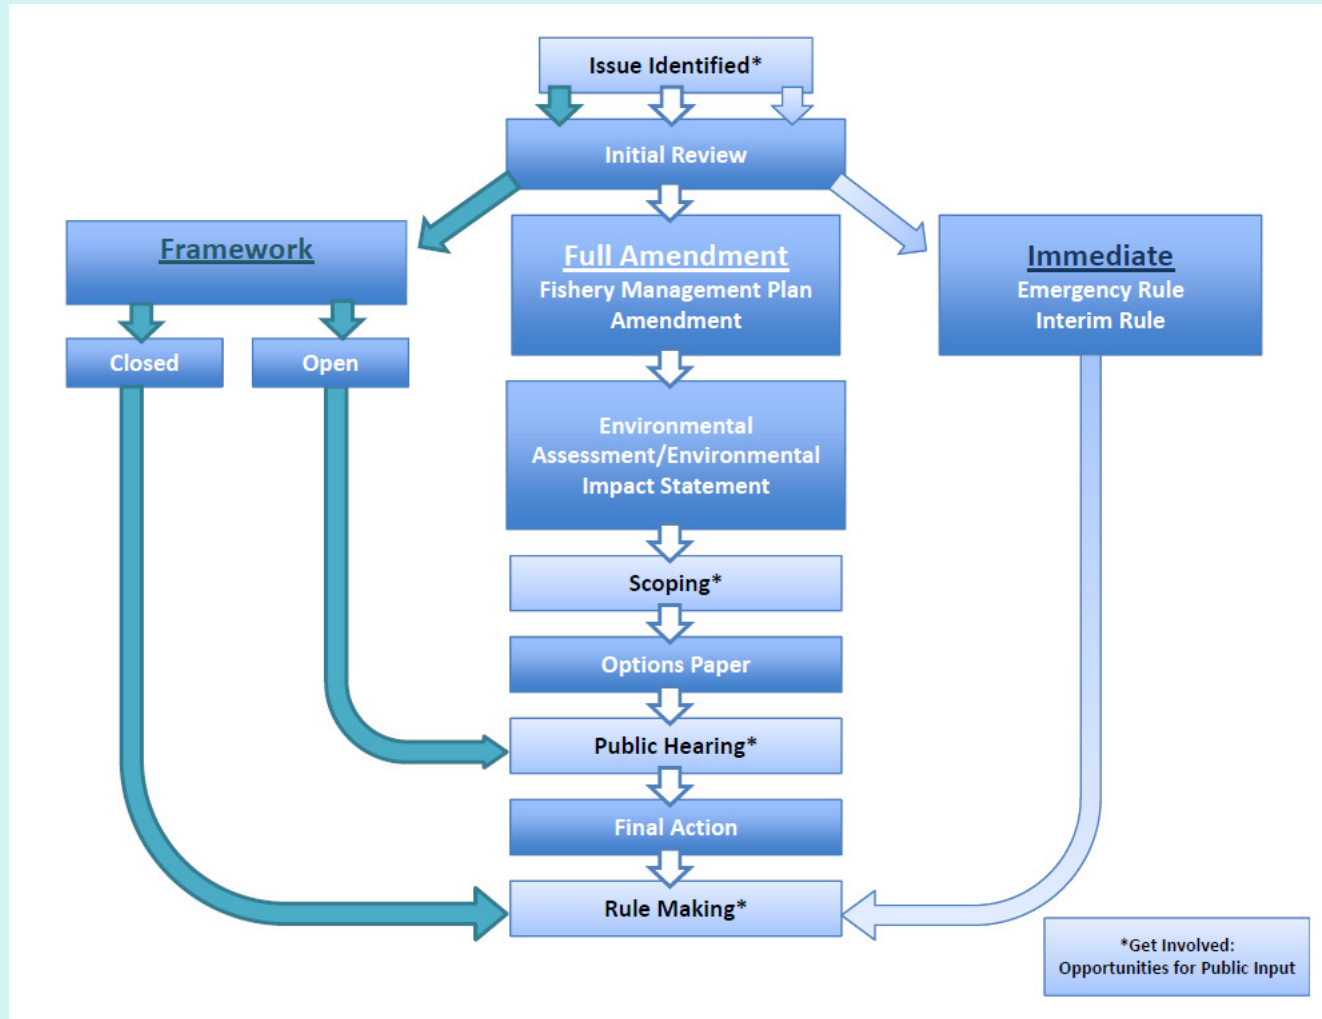 Issue Identified*
Initial Review
Framework
Full Amendment
Fishery Management Plan
Amendment
Immediate
Emergency Rule
Interim Rule
Closed
Open
Environmental
Assessment/Environmental
Impact Statement
Scoping*
Options Paper
Public Hearing*
Final Action
Rule Making*
*Get Involved:
Opportunities for Public Input